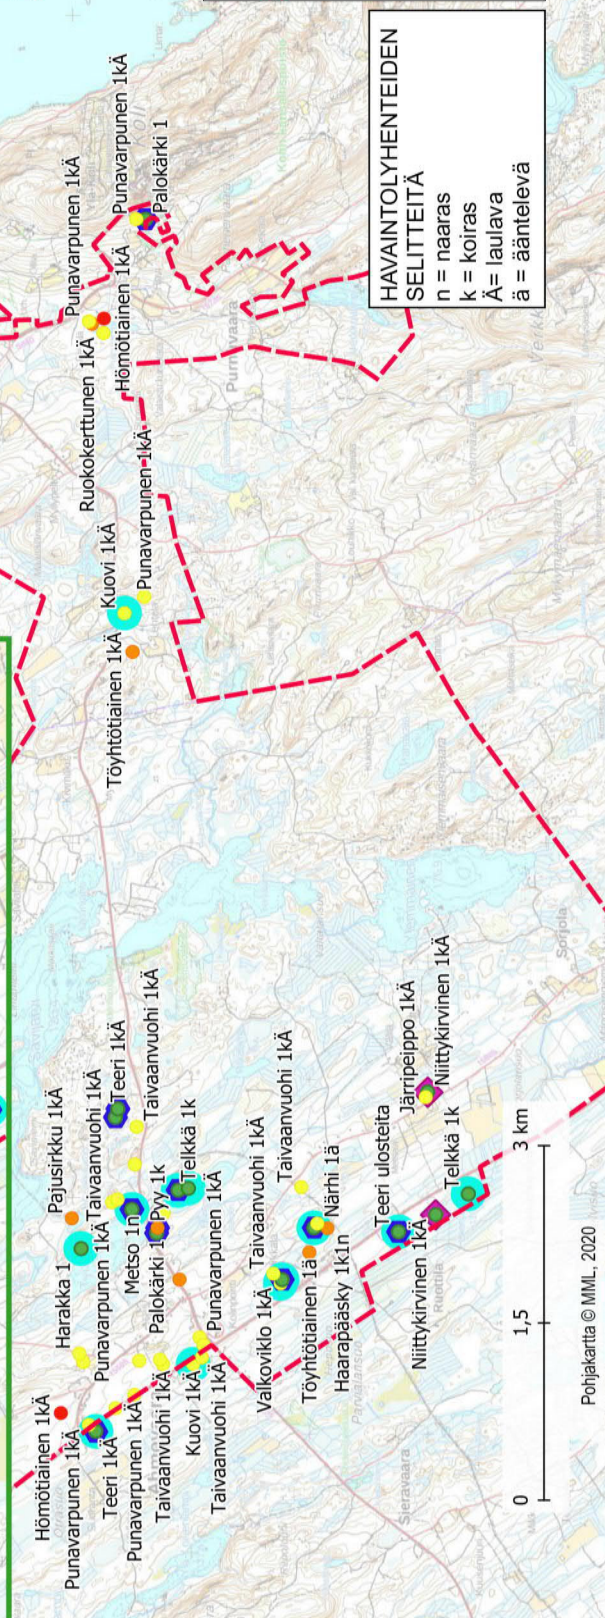 HAVAINTOLYHENTEIDEN
SELITTEITÄ
n = naaras
k = koiras
Ä= laulava
ä = ääntelevä
Punavarpunen 1kÄ
Punavarpunen 1kÄ
Palokärki 1
Hömötiainen 1kÄ
Ruokokerttunen 1kÄ
Punavarpunen 1kÄ
Kuovi 1kÄ
Töyhtötiainen 1kÄ
Purnuvaara
Pajusirkku 1kÄ
Taivaanvuohi 1kÄ
Teeri 1kÄ
Taivaanvuohi 1kÄ
Harakka 1
Punavarpunen 1kÄ
Metso 1n
Pyy 1k
Palokärki 1
Telkkä 1k
Punavarpunen 1kÄ
Hömötiainen 1kÄ
Punavarpunen 1kÄ
Teeri 1kÄ
Punavarpunen 1kÄ
Taivaanvuohi 1kÄ
Kuovi 1kÄ
Taivaanvuohi 1kÄ
Taivaanvuohi 1kÄ
Taivaanvuohi 1kÄ
Valkoviklo 1kÄ
Närhi 1ä
Töyhtötiainen 1ä
Haarapääsky 1k1n
Teeri ulosteita
Järripeippo 1kÄ
Niittykirvinen 1kÄ
Niittykirvinen 1kÄ
Telkkä 1k
Sorjola
Ruottila
Sieravaara
0 1,5 3 km
Pohjakartta © MML, 2020